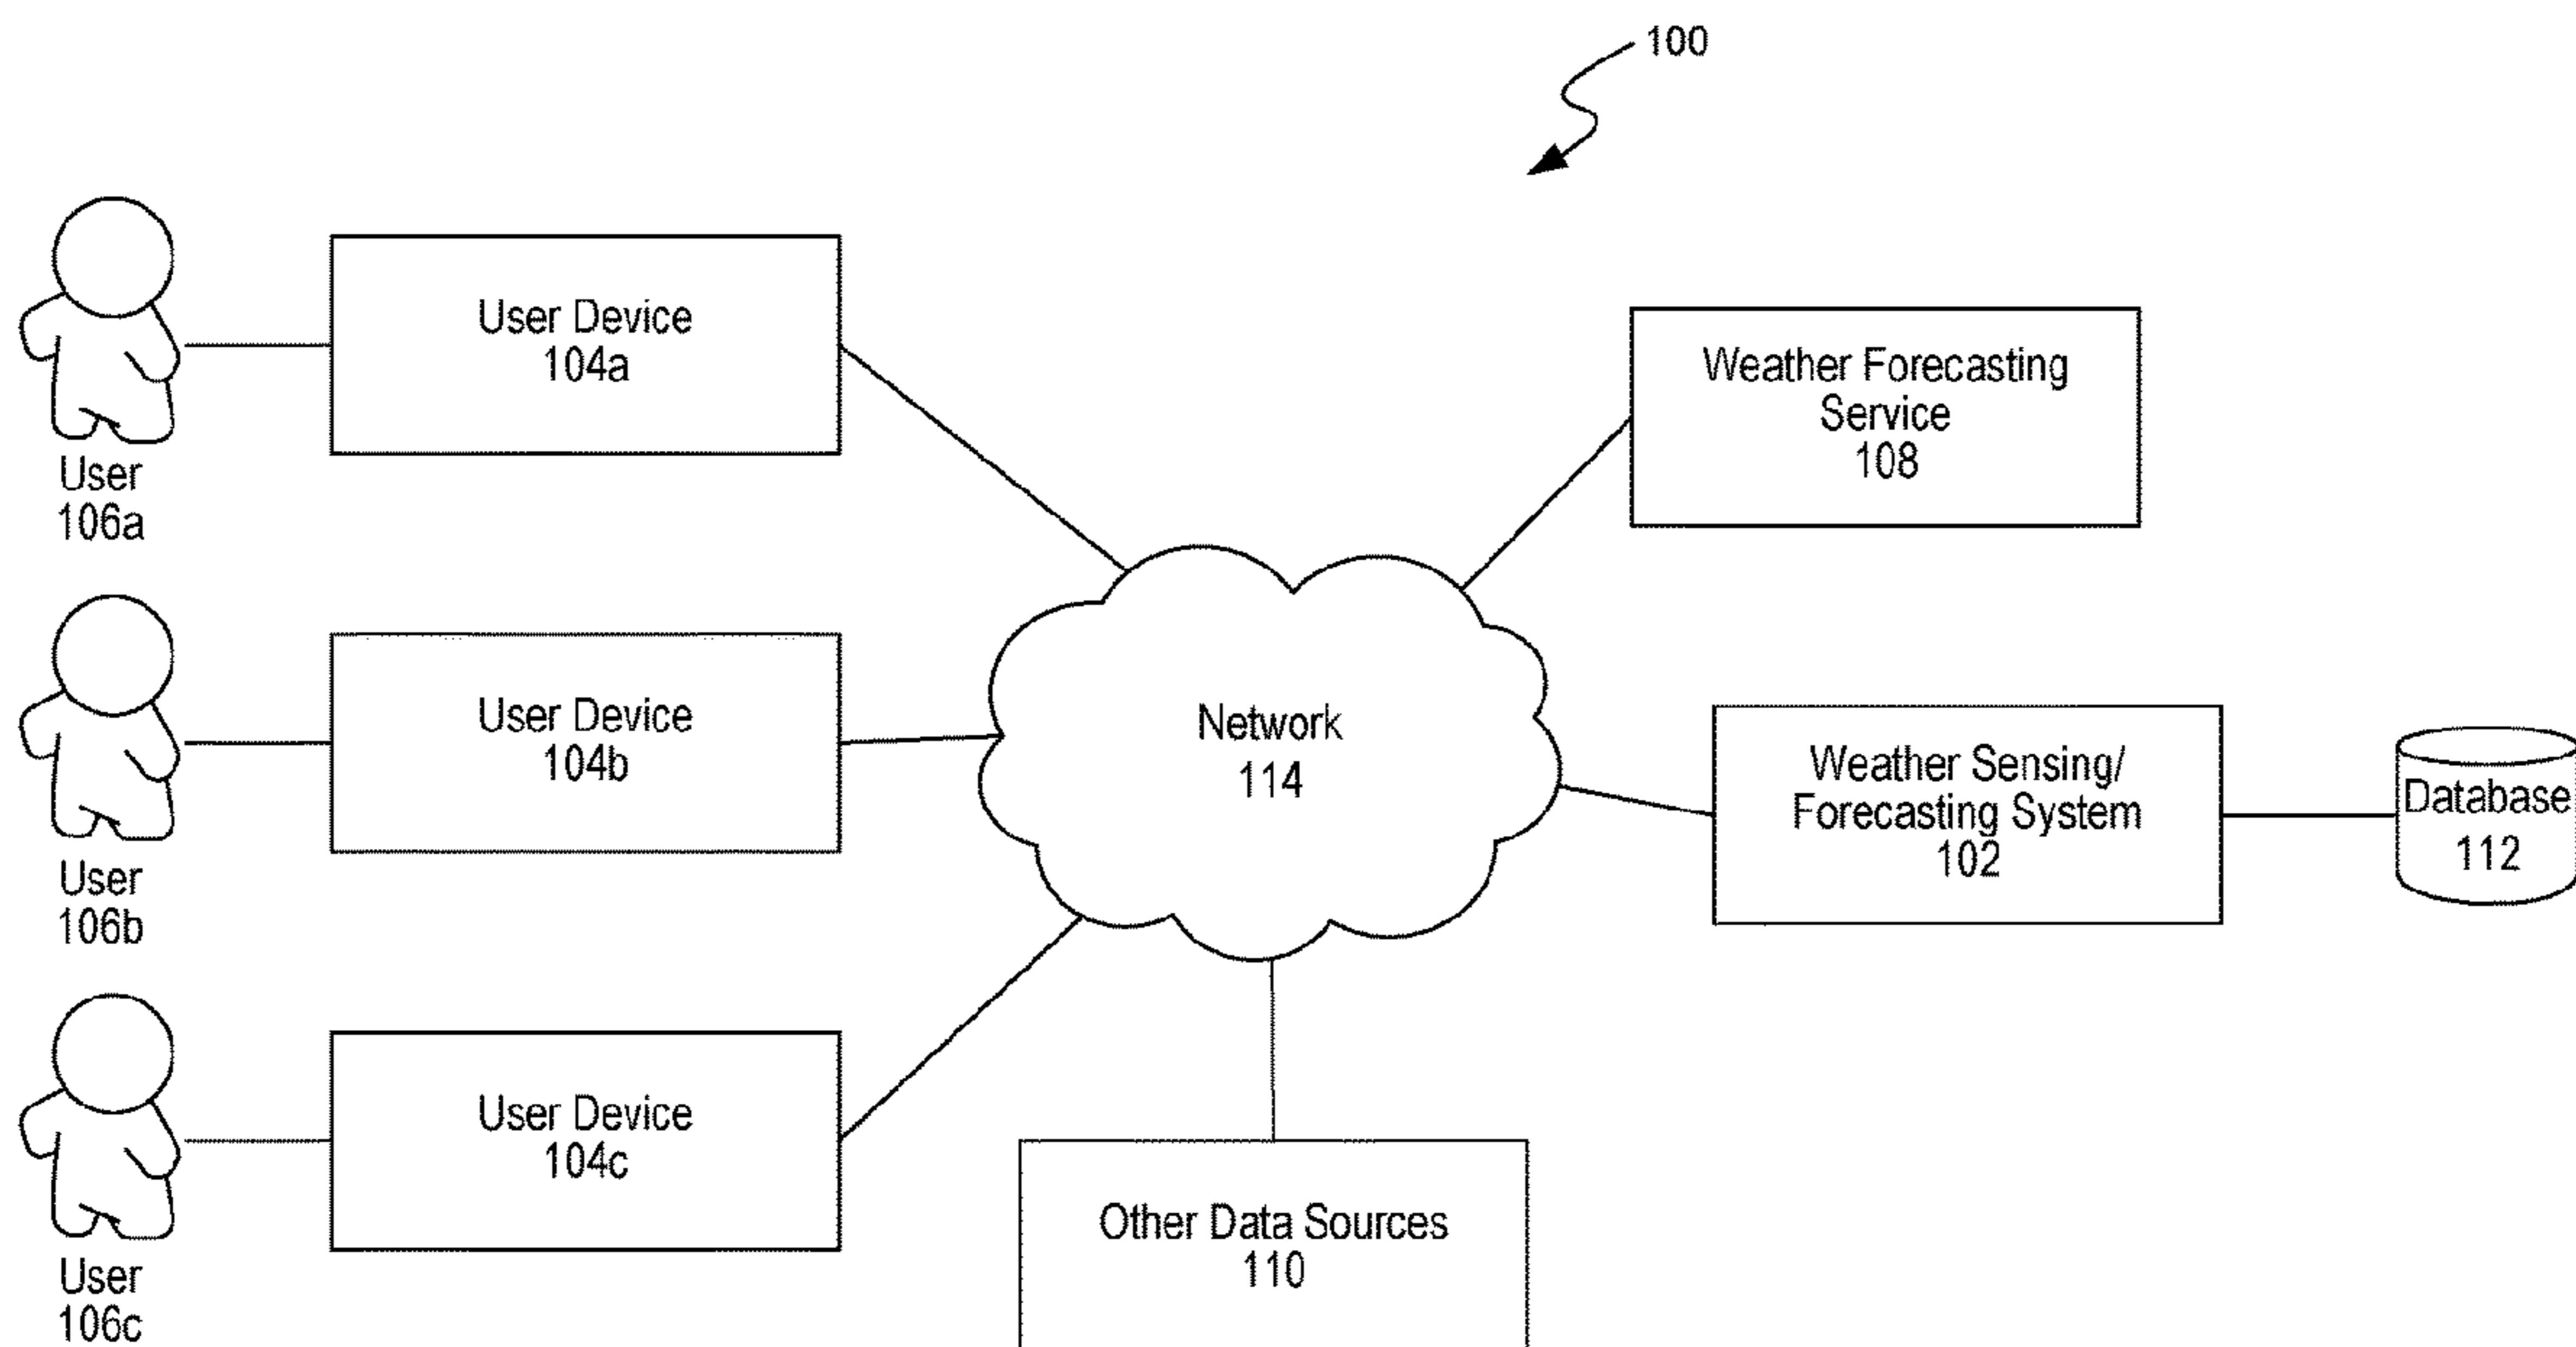 100
User Device
104a
User
106a
Weather Forecasting
Service
108
User Device
104b
User
106b
Network
114
Weather Sensing/
Forecasting System
102
Database
112
User Device
104c
User
106c
Other Data Sources
110